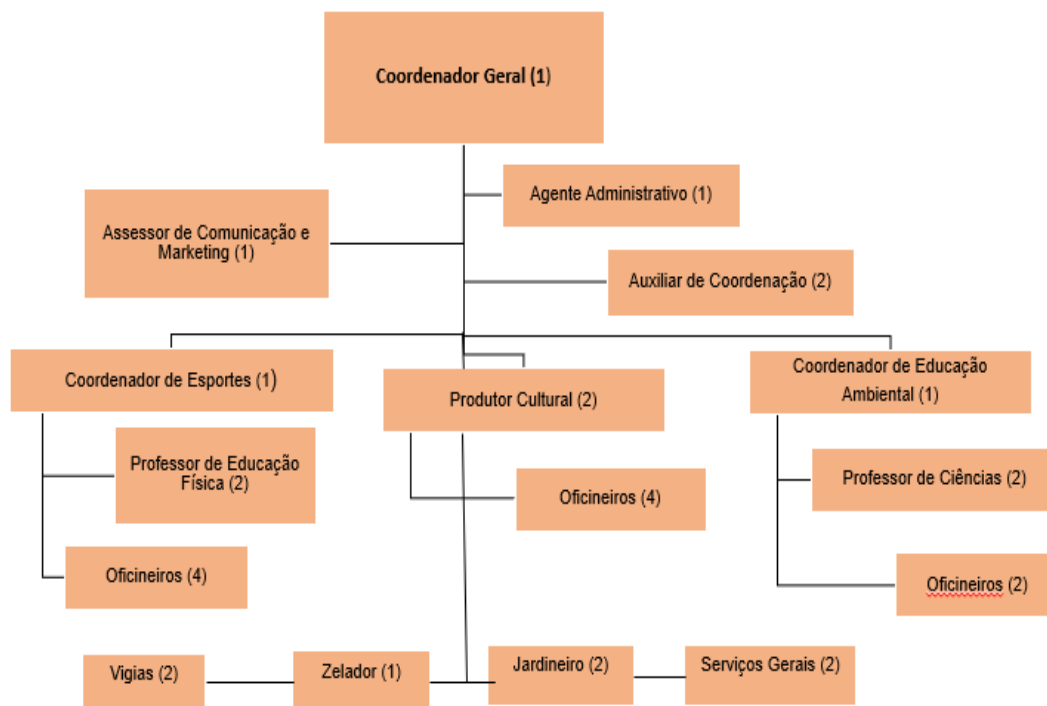 Coordenador Geral (1)
Agente Administrativo (1)
Assessor de Comunicação e
Marketing (1)
Auxiliar de Coordenação (2)
Coordenador de Esportes (1)
Produtor Cultural (2)
Coordenador de Educação
Ambiental (1)
Professor de Educação
Física (2)
Oficineiros (4)
Professor de Ciências (2)
Oficineiros (4)
Oficineiros (2)
Vigias (2)
Zelador (1)
Jardineiro (2)
Serviços Gerais (2)